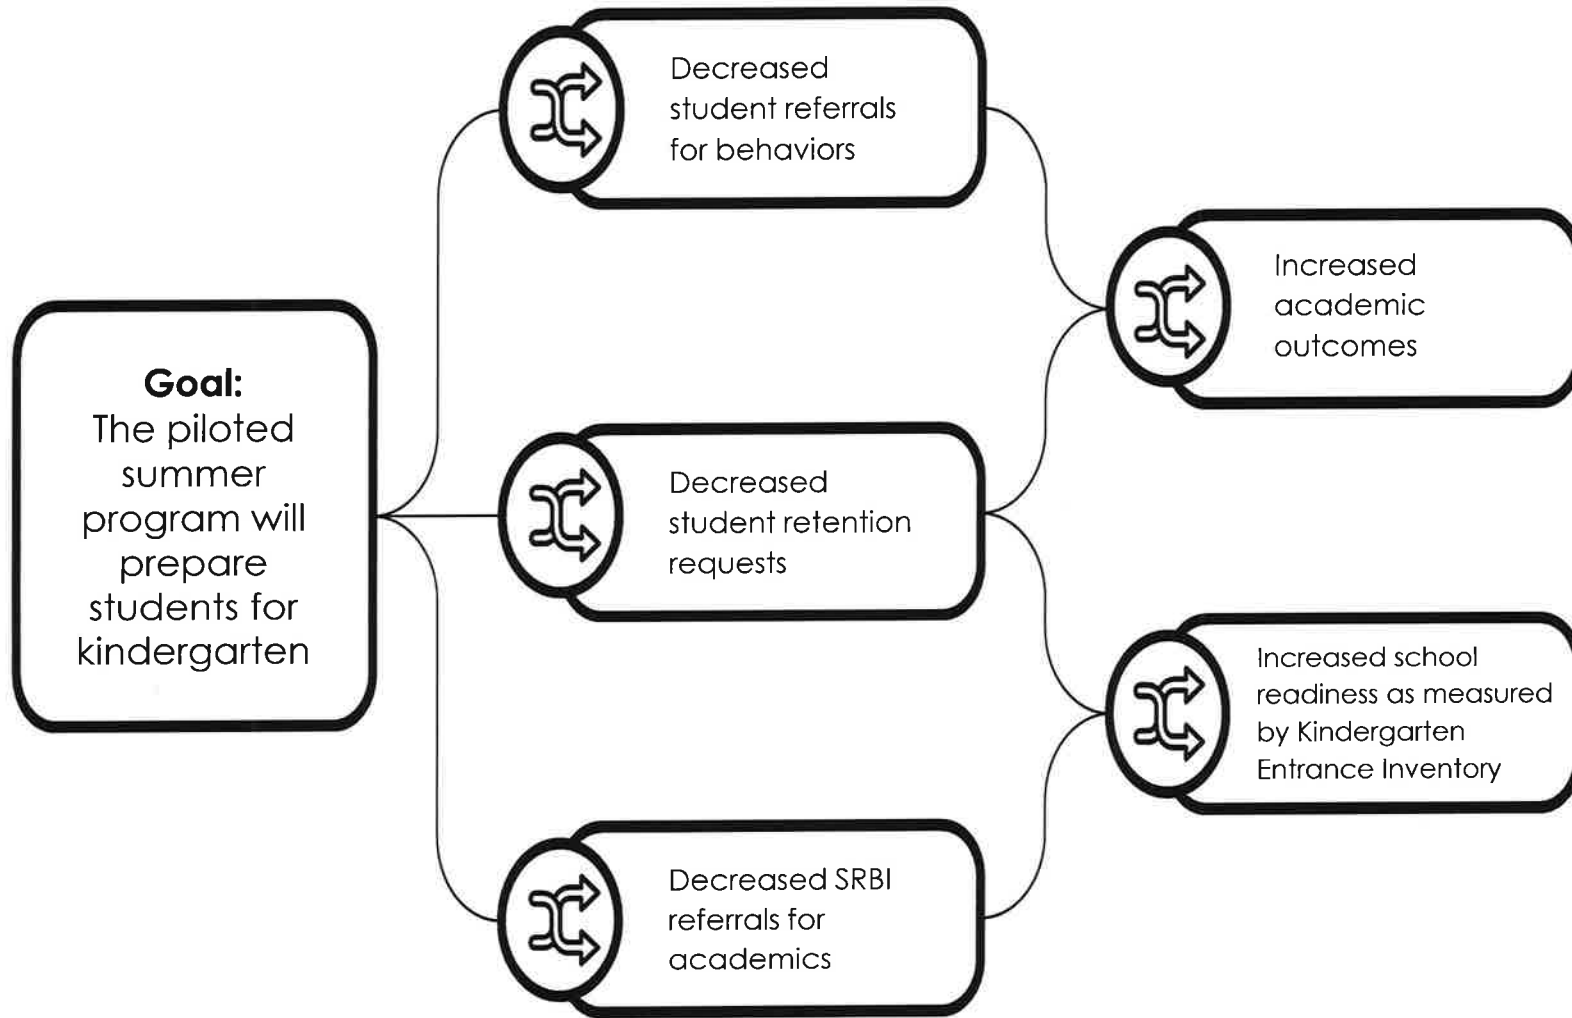 Goal:
The piloted
summer
program will
prepare
students for
kindergarten
Decreased
student referrals
for behaviors
Decreased
student retention
requests
Decreased SRBI
referrals for
academics
Increased
academic
outcomes
Increased school
readiness as measured
by Kindergarten
Entrance Inventory